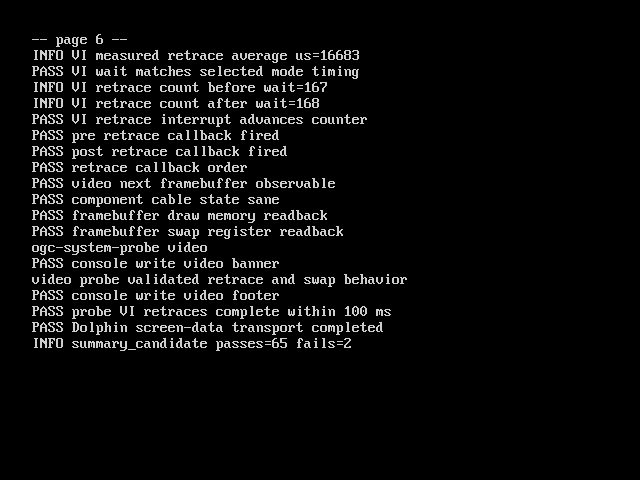 -- page 6 --
INFO VI measured retrace average us=16683
PASS VI wait matches selected mode timing
INFO VI retrace count before wait=167
INFO VI retrace count after wait=168
PASS VI retrace interrupt advances counter
PASS pre retrace callback fired
PASS post retrace callback fired
PASS retrace callback order
PASS video next framebuffer observable
PASS component cable state sane
PASS framebuffer draw memory readback
PASS framebuffer swap register readback
ogc-system-probe video
PASS console write video banner
video probe validated retrace and swap behavior
PASS console write video footer
PASS probe VI retraces complete within 100 ms
PASS Dolphin screen-data transport completed
INFO summary_candidate passes=65 fails=2